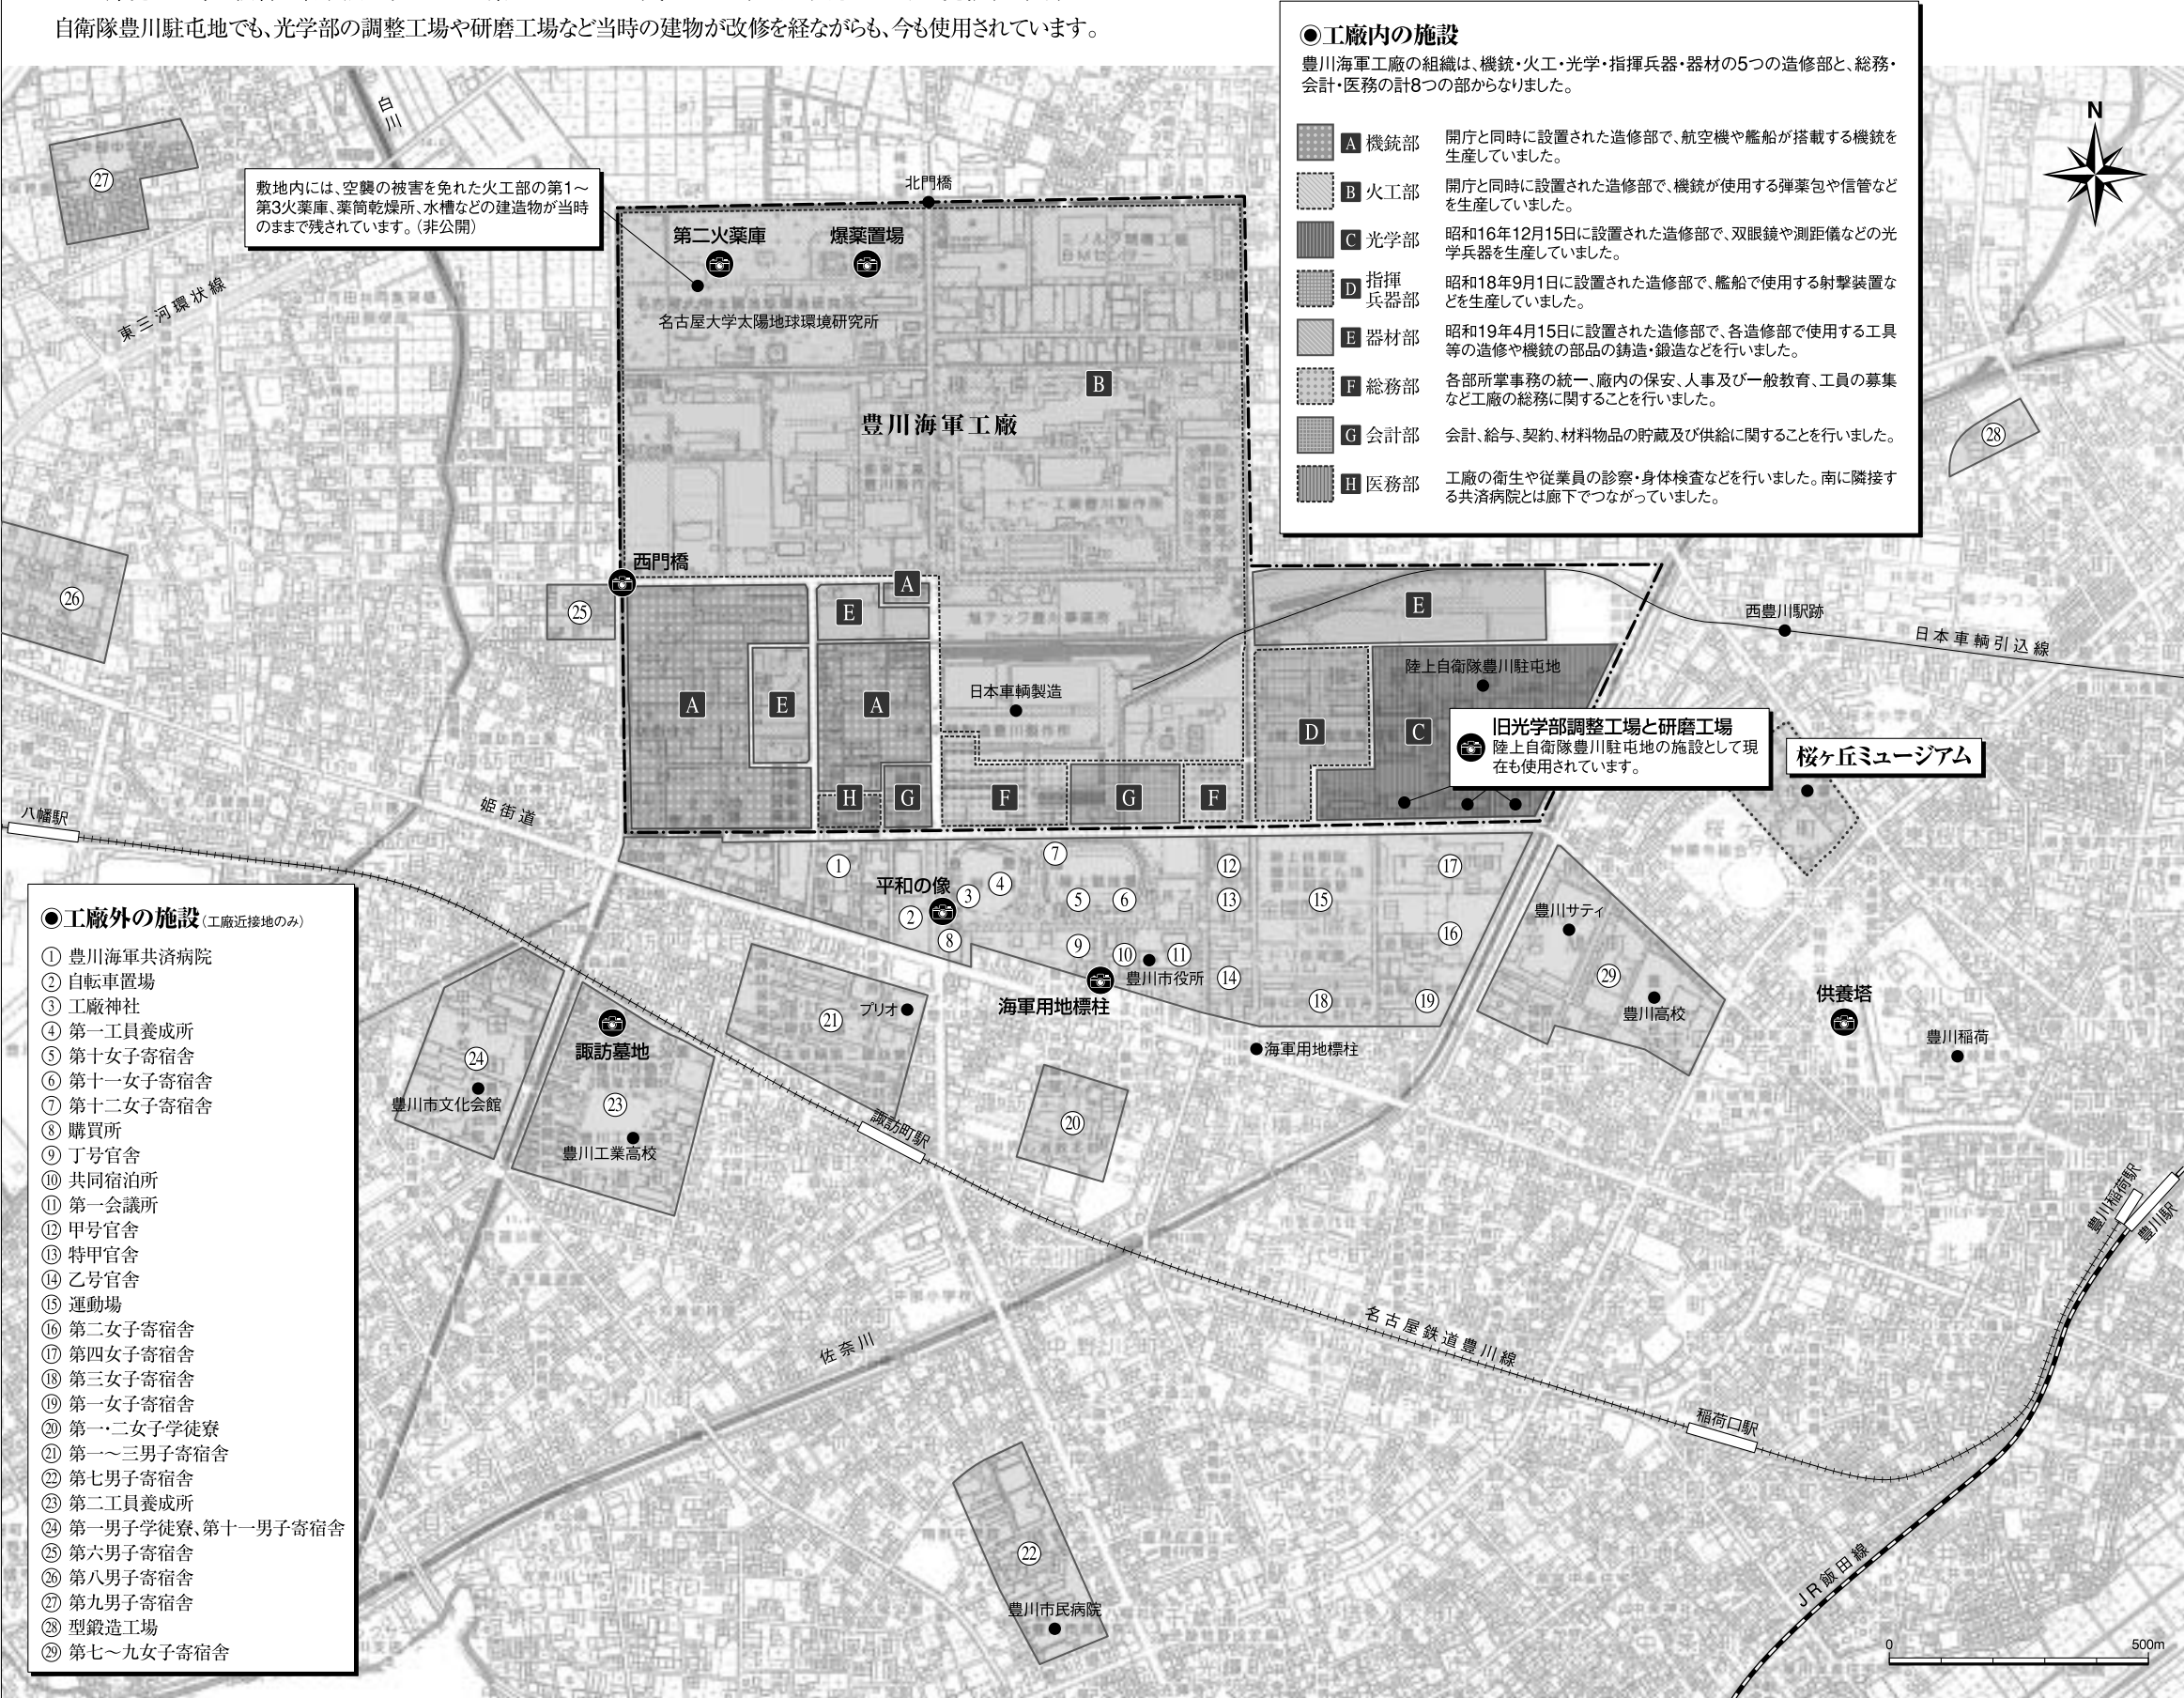 自衛隊豊川駐屯地でも、光学部の調整工場や研磨工場など当時の建物が改修を経ながらも、今も使用されています。
◉工廠内の施設
豊川海軍工廠の組織は、機銃・火工・光学・指揮兵器・器材の5つの造修部と、総務・
会計・医務の計8つの部からなりました。
A 機銃部 開庁と同時に設置された造修部で、航空機や艦船が搭載する機銃を
生産していました。
B 火工部 開庁と同時に設置された造修部で、機銃が使用する弾薬包や信管など
を生産していました。
C 光学部 昭和16年12月15日に設置された造修部で、双眼鏡や測距儀などの光
学兵器を生産していました。
D 指揮
兵器部 昭和18年9月1日に設置された造修部で、艦船で使用する射撃装置な
どを生産していました。
E 器材部 昭和19年4月15日に設置された造修部で、各造修部で使用する工具
等の造修や機銃の部品の鋳造・鍛造などを行いました。
F 総務部 各部所掌事務の統一、廠内の保安、人事及び一般教育、工員の募集
など工廠の総務に関することを行いました。
G 会計部 会計、給与、契約、材料物品の貯蔵及び供給に関することを行いました。
H 医務部 工廠の衛生や従業員の診察・身体検査などを行いました。南に隣接す
る共済病院とは廊下でつながっていました。
N
白川
㉗
敷地内には、空襲の被害を免れた火工部の第1〜
第3火薬庫、薬筒乾燥所、水槽などの建造物が当時
のままで残されています。（非公開）
北門橋
第二火薬庫
爆薬置場
名古屋大学太陽地球環境研究所
東三河環状線
B
豊川海軍工廠
㉘
西門橋
㉖
㉕
A
E
E
西豊川駅跡
日本車輌引込線
陸上自衛隊豊川駐屯地
日本車輌製造
A
E
A
D
C
旧光学部調整工場と研磨工場
陸上自衛隊豊川駐屯地の施設として現
在も使用されています。
桜ヶ丘ミュージアム
H
G
F
G
F
八幡駅
姫街道
①
⑦
⑫
⑰
平和の像
③
④
②
⑤
⑥
⑬
⑮
豊川サティ
⑧
⑨
⑩
⑪
⑯
豊川市役所
⑭
海軍用地標柱
⑱
⑲
㉙
豊川高校
供養塔
豊川稲荷
海軍用地標柱
㉑
プリオ
諏訪墓地
㉔
豊川市文化会館
㉓
豊川工業高校
諏訪町駅
⑳
豊川稲荷駅
豊川駅
佐奈川
名古屋鉄道豊川線
稲荷口駅
㉒
豊川市民病院
JR飯田線
0
500m
◉工廠外の施設（工廠近接地のみ）
① 豊川海軍共済病院
② 自転車置場
③ 工廠神社
④ 第一工員養成所
⑤ 第十女子寄宿舎
⑥ 第十一女子寄宿舎
⑦ 第十二女子寄宿舎
⑧ 購買所
⑨ 丁号官舎
⑩ 共同宿泊所
⑪ 第一会議所
⑫ 甲号官舎
⑬ 特甲官舎
⑭ 乙号官舎
⑮ 運動場
⑯ 第二女子寄宿舎
⑰ 第四女子寄宿舎
⑱ 第三女子寄宿舎
⑲ 第一女子寄宿舎
⑳ 第一・二女子学徒寮
㉑ 第一〜三男子寄宿舎
㉒ 第七男子寄宿舎
㉓ 第二工員養成所
㉔ 第一男子学徒寮、第十一男子寄宿舎
㉕ 第六男子寄宿舎
㉖ 第八男子寄宿舎
㉗ 第九男子寄宿舎
㉘ 型鍛造工場
㉙ 第七〜九女子寄宿舎